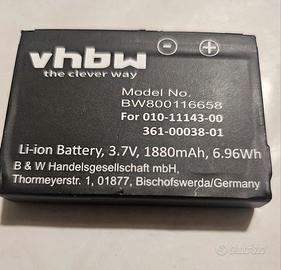 vhbw
the clever way
Model No.
BW800116658
For 010-11143-00
361-00038-01
Li-ion Battery, 3.7V, 1880mAh, 6.96Wh
B & W Handelsgesellschaft mbH,
Thormeyerstr. 1, 01877, Bischofswerda/Germany
subito